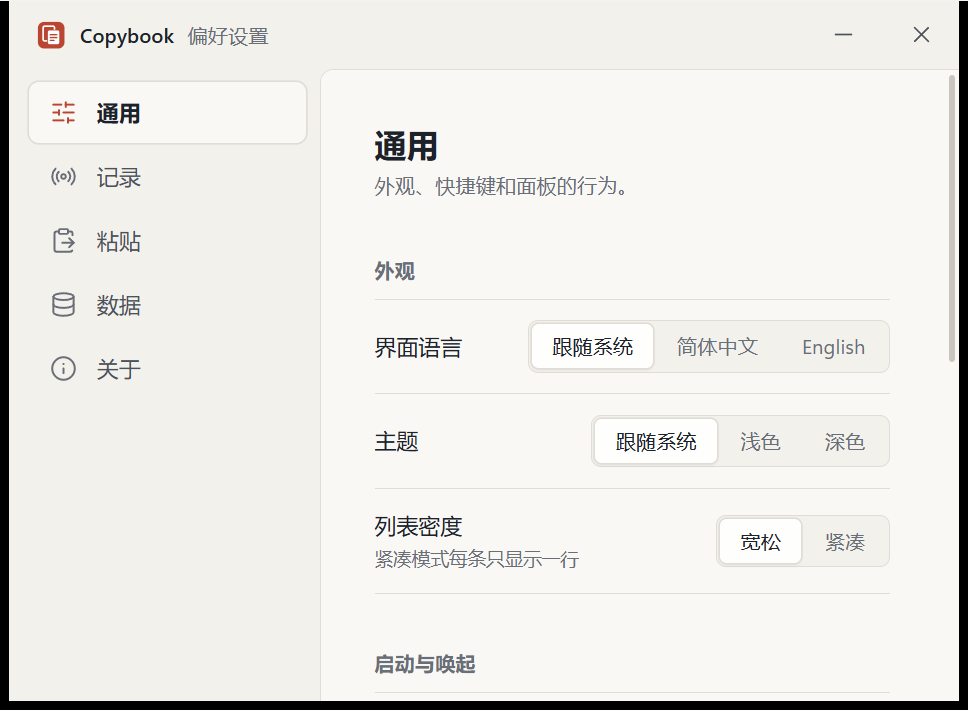 Copybook 偏好设置
通用
记录
粘贴
数据
关于
通用
外观、快捷键和面板的行为。
外观
界面语言 跟随系统 简体中文 English
主题 跟随系统 浅色 深色
列表密度 宽松 紧凑
紧凑模式每条只显示一行
启动与唤起